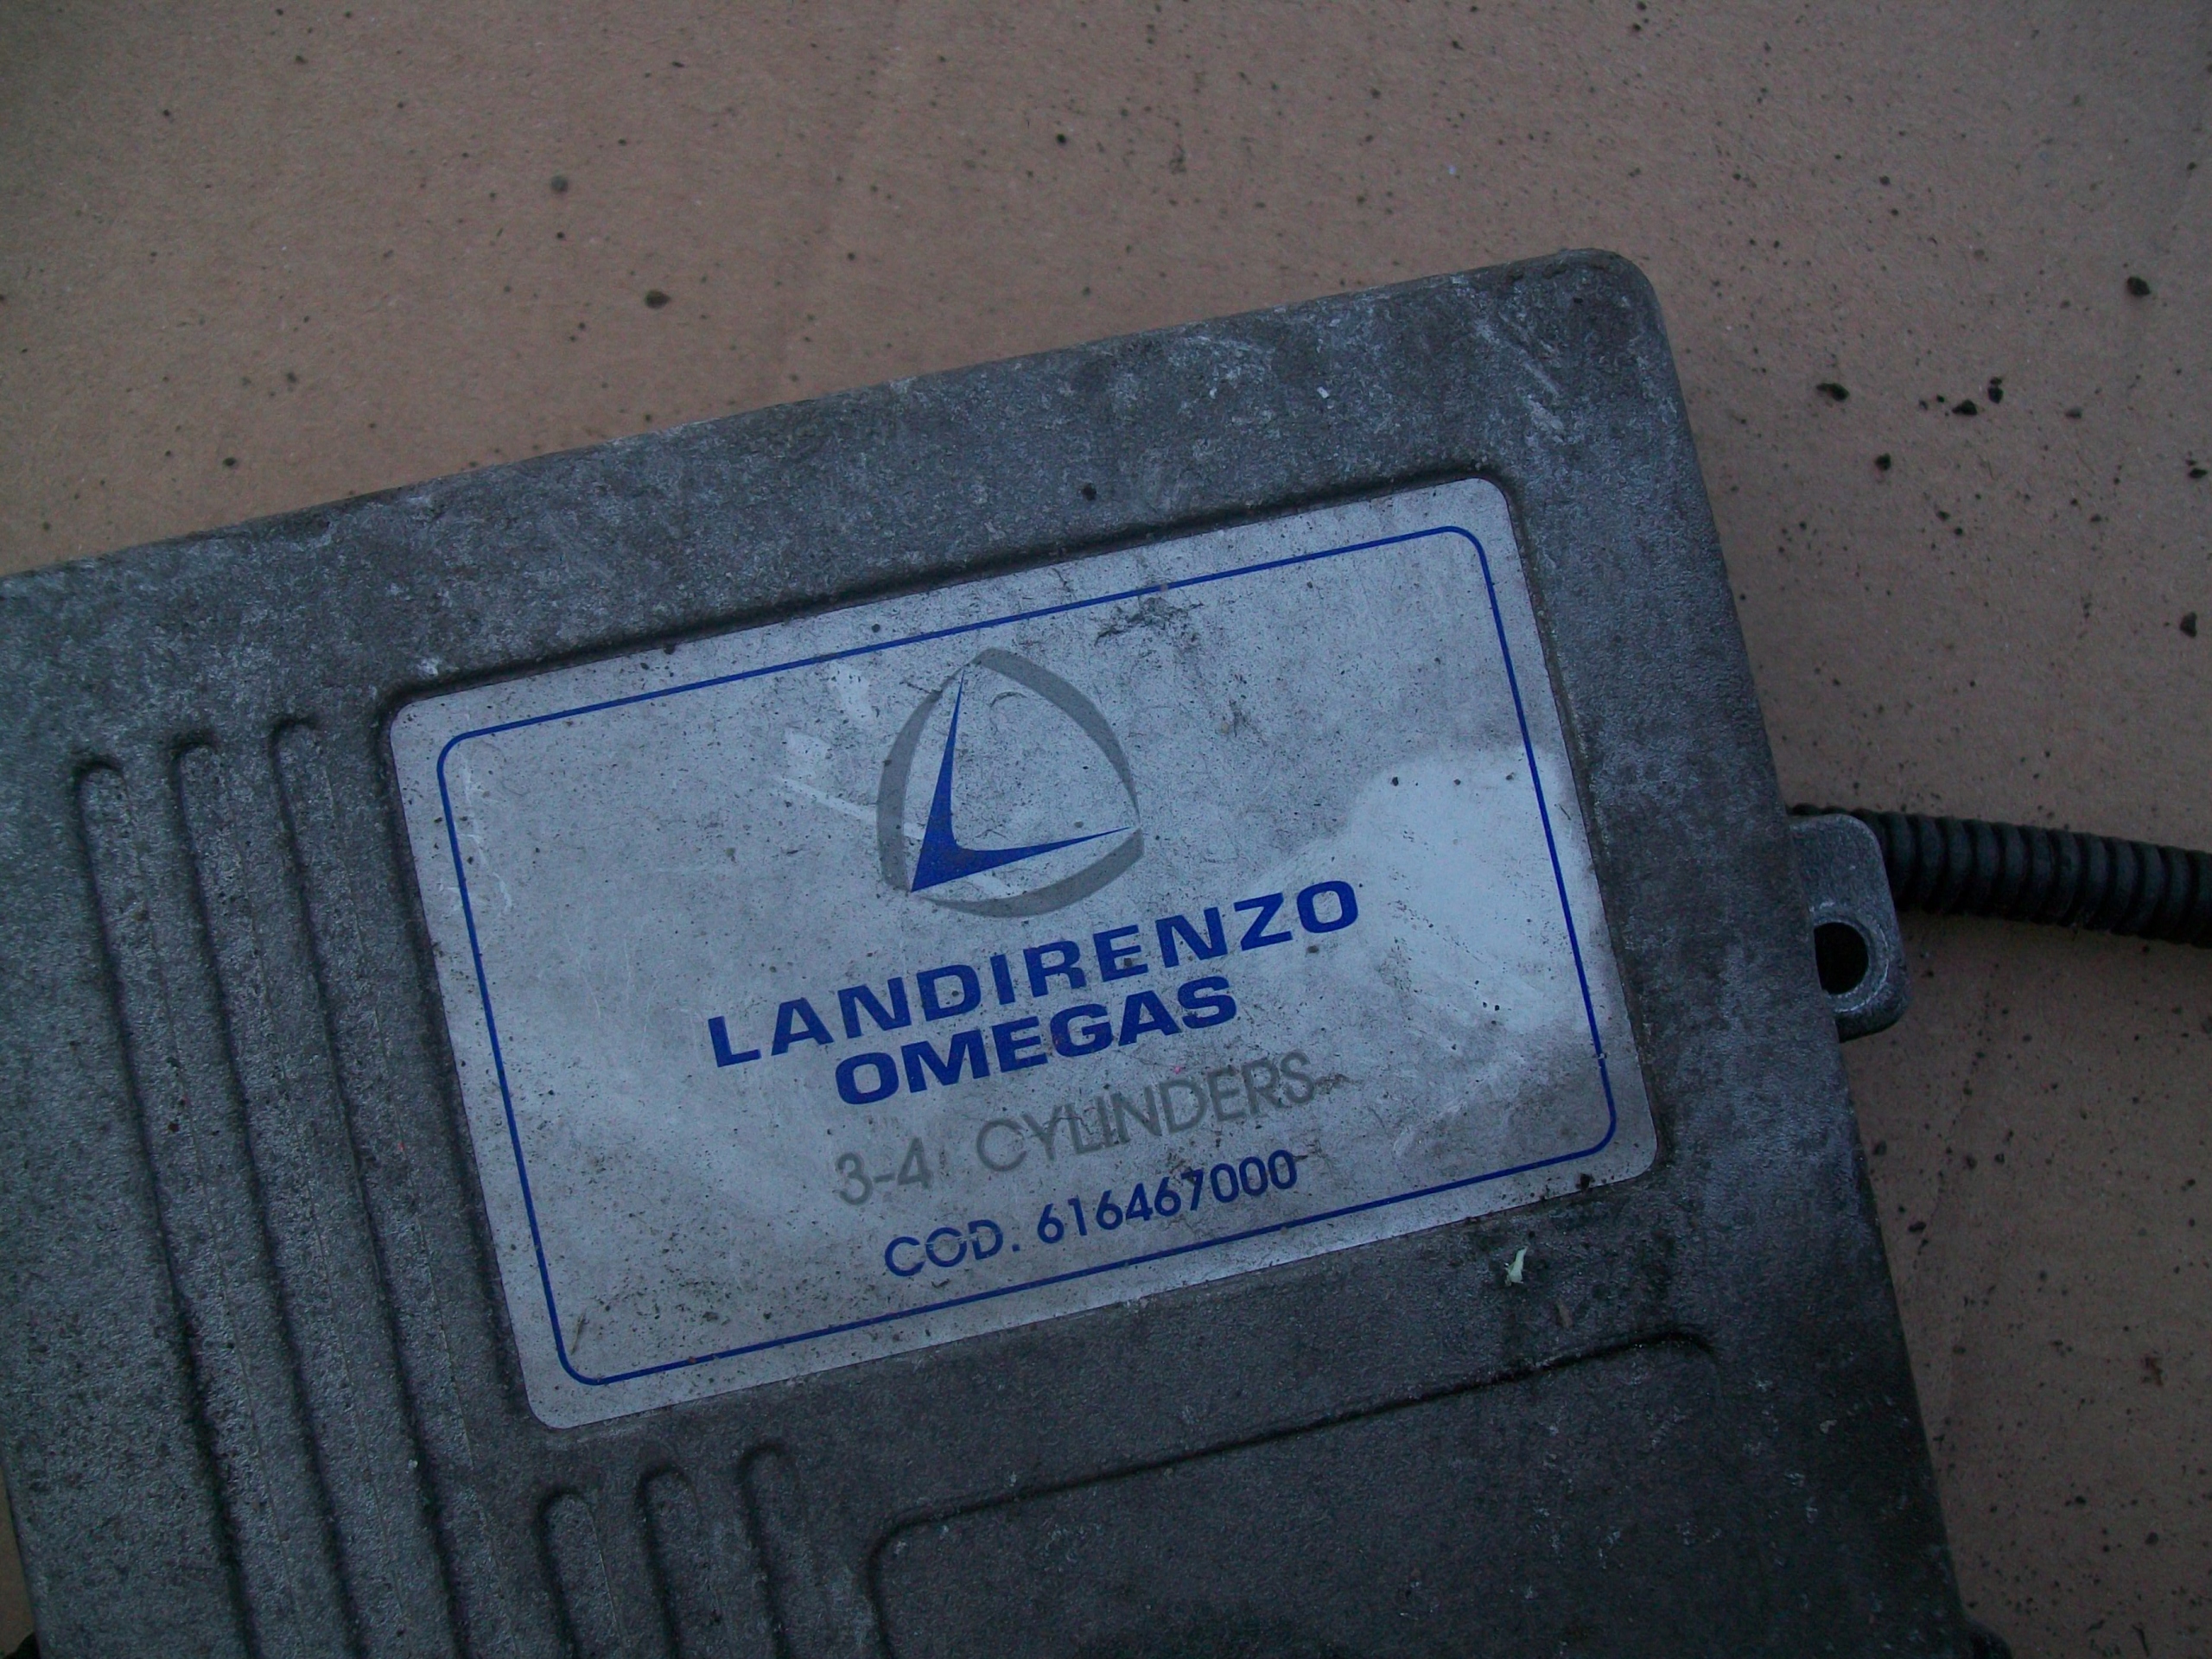 LANDIRENZO
OMEGAS
3-4 CYLINDERS
COD. 616467000